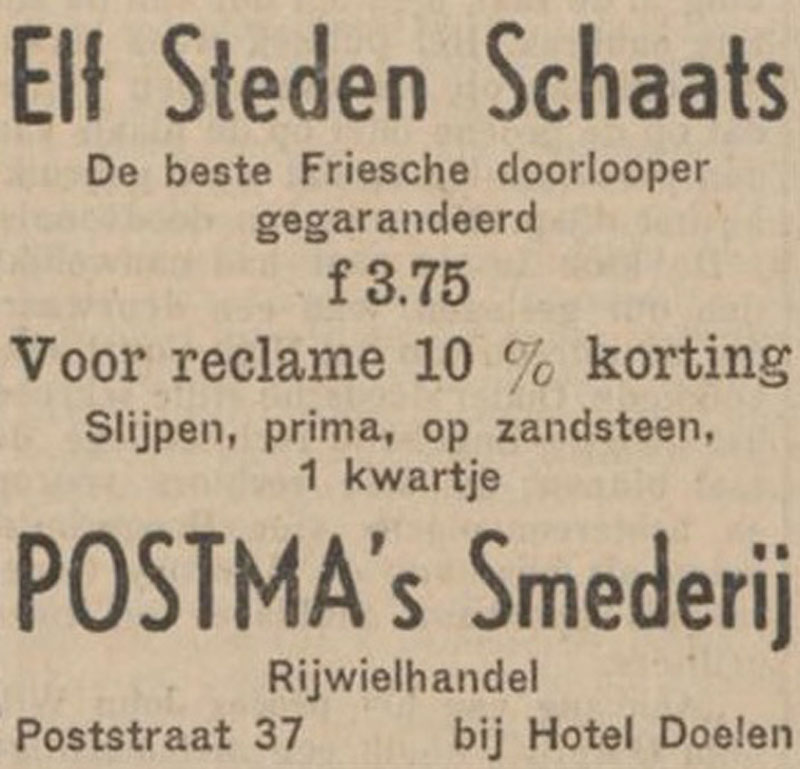 Elf Steden Schaats
De beste Friesche doorlooper
gegarandeerd
f 3.75
Voor reclame 10 % korting
Slijpen, prima, op zandsteen,
1 kwartje
POSTMA's Smederij
Rijwielhandel
Poststraat 37 bij Hotel Doelen